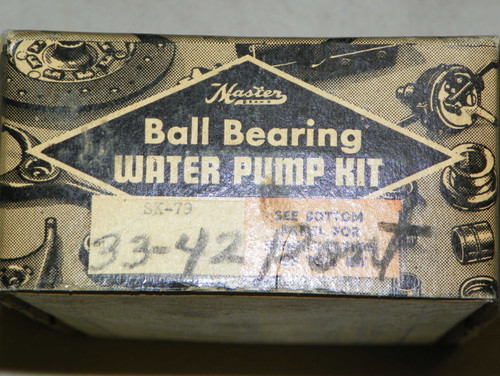 Master
BRAND
Ball Bearing
WATER PUMP KIT
SK-79
SEE BOTTOM
LABEL FOR
33-42 Pont